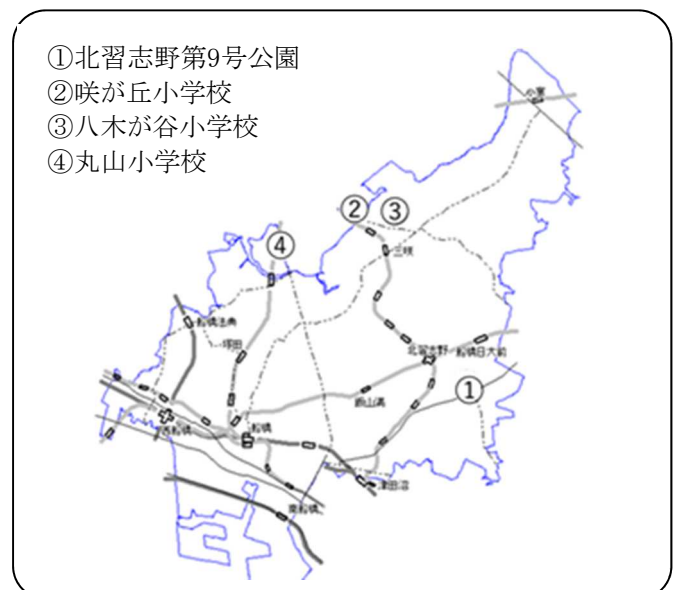 ①北習志野第9号公園
②咲が丘小学校
③八木が谷小学校
④丸山小学校
小室
②
③
④
三咲
船橋法典
塚田
北習志野
船橋日大前
①
飯山満
西船橋
船橋
津田沼
南船橋